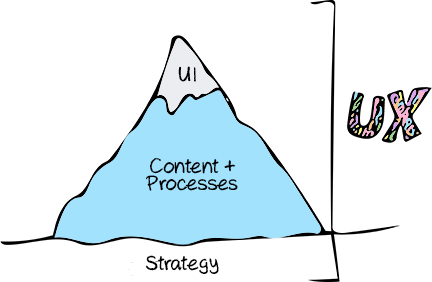 UI
Content +
Processes
UX
Strategy